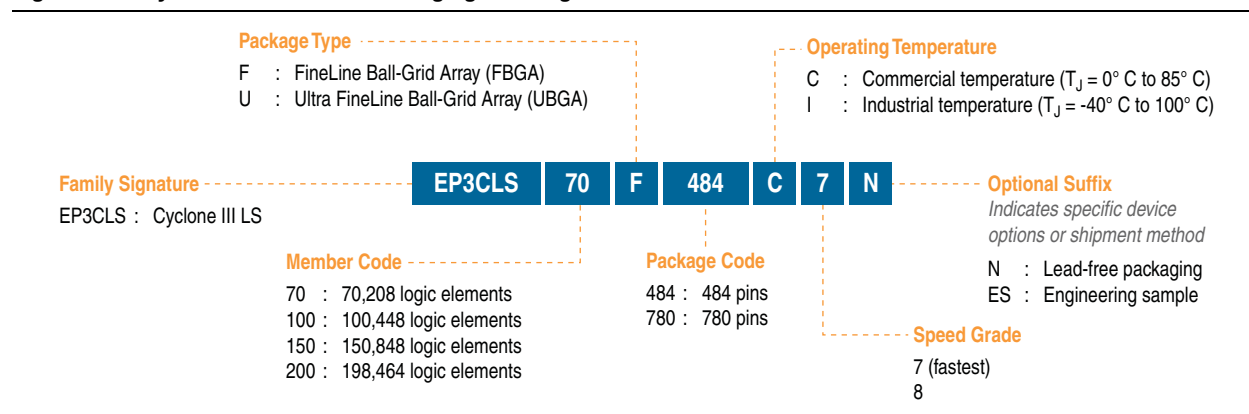 Package Type
F : FineLine Ball-Grid Array (FBGA)
U : Ultra FineLine Ball-Grid Array (UBGA)
Operating Temperature
C : Commercial temperature (TJ = 0° C to 85° C)
I : Industrial temperature (TJ = -40° C to 100° C)
Family Signature
EP3CLS : Cyclone III LS
EP3CLS 70 F 484 C 7 N
Optional Suffix
Indicates specific device
options or shipment method
N : Lead-free packaging
ES : Engineering sample
Member Code
70 : 70,208 logic elements
100 : 100,448 logic elements
150 : 150,848 logic elements
200 : 198,464 logic elements
Package Code
484 : 484 pins
780 : 780 pins
Speed Grade
7 (fastest)
8